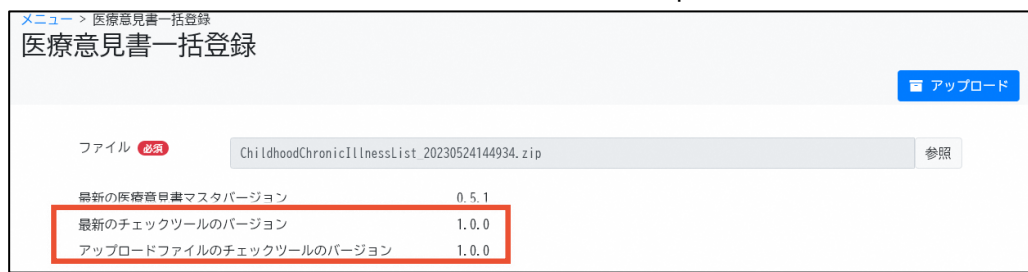 メニュー > 医療意見書一括登録
医療意見書一括登録
アップロード
ファイル 必須 ChildhoodChronicIllnessList_20230524144934.zip 参照
最新の医療意見書マスタバージョン 0.5.1
最新のチェックツールのバージョン 1.0.0
アップロードファイルのチェックツールのバージョン 1.0.0